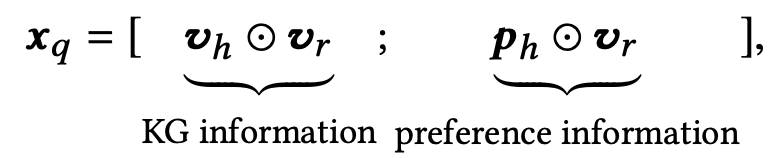 𝒙_q = [ 𝒗_h ⊙ 𝒗_r ; 𝒑_h ⊙ 𝒗_r ],
KG information preference information